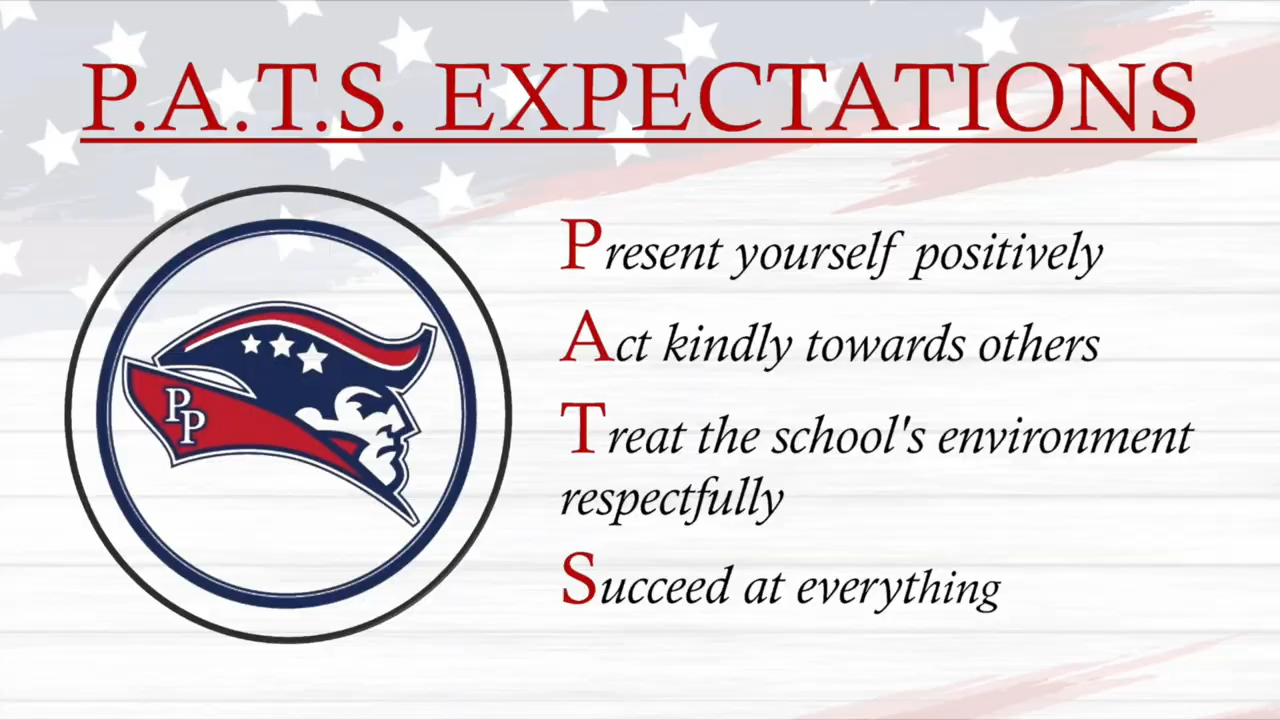 P.A.T.S. EXPECTATIONS
Present yourself positively
Act kindly towards others
Treat the school's environment
respectfully
Succeed at everything
PP